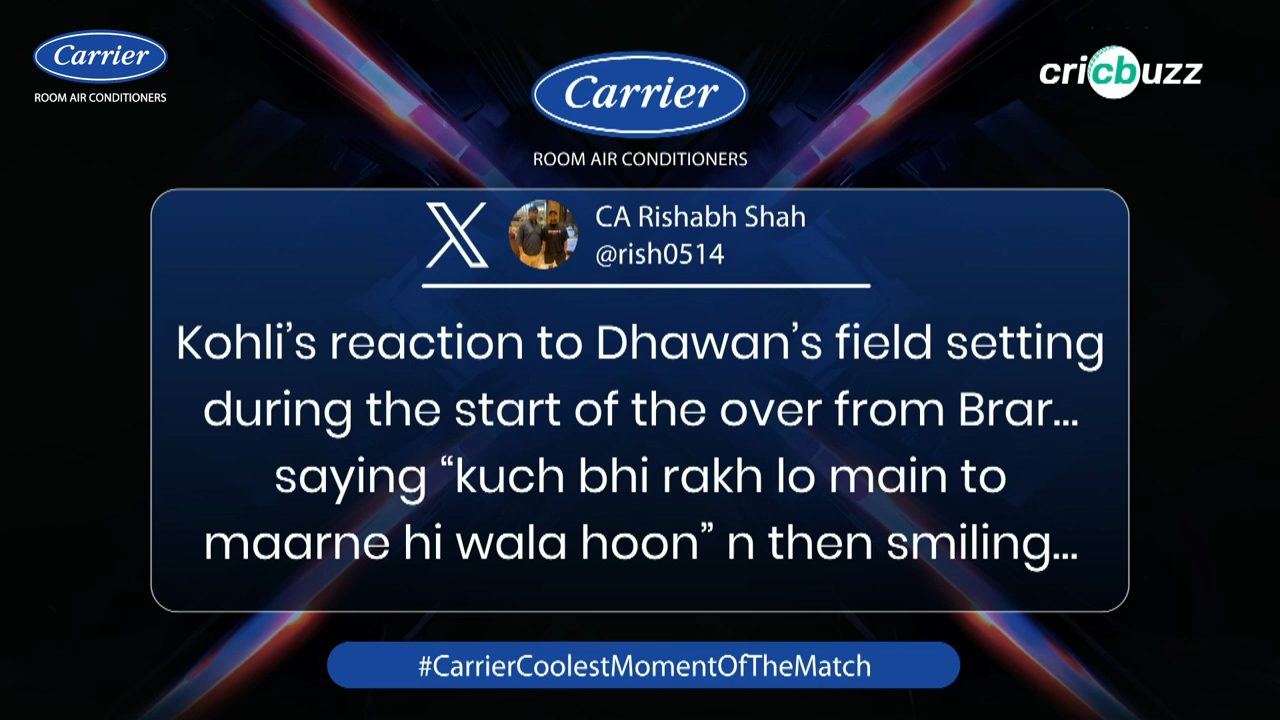 Carrier
ROOM AIR CONDITIONERS
Carrier
ROOM AIR CONDITIONERS
cricbuzz
X
CA Rishabh Shah
@rish0514
Kohli’s reaction to Dhawan’s field setting
during the start of the over from Brar...
saying “kuch bhi rakh lo main to
maarne hi wala hoon” n then smiling...
#CarrierCoolestMomentOfTheMatch